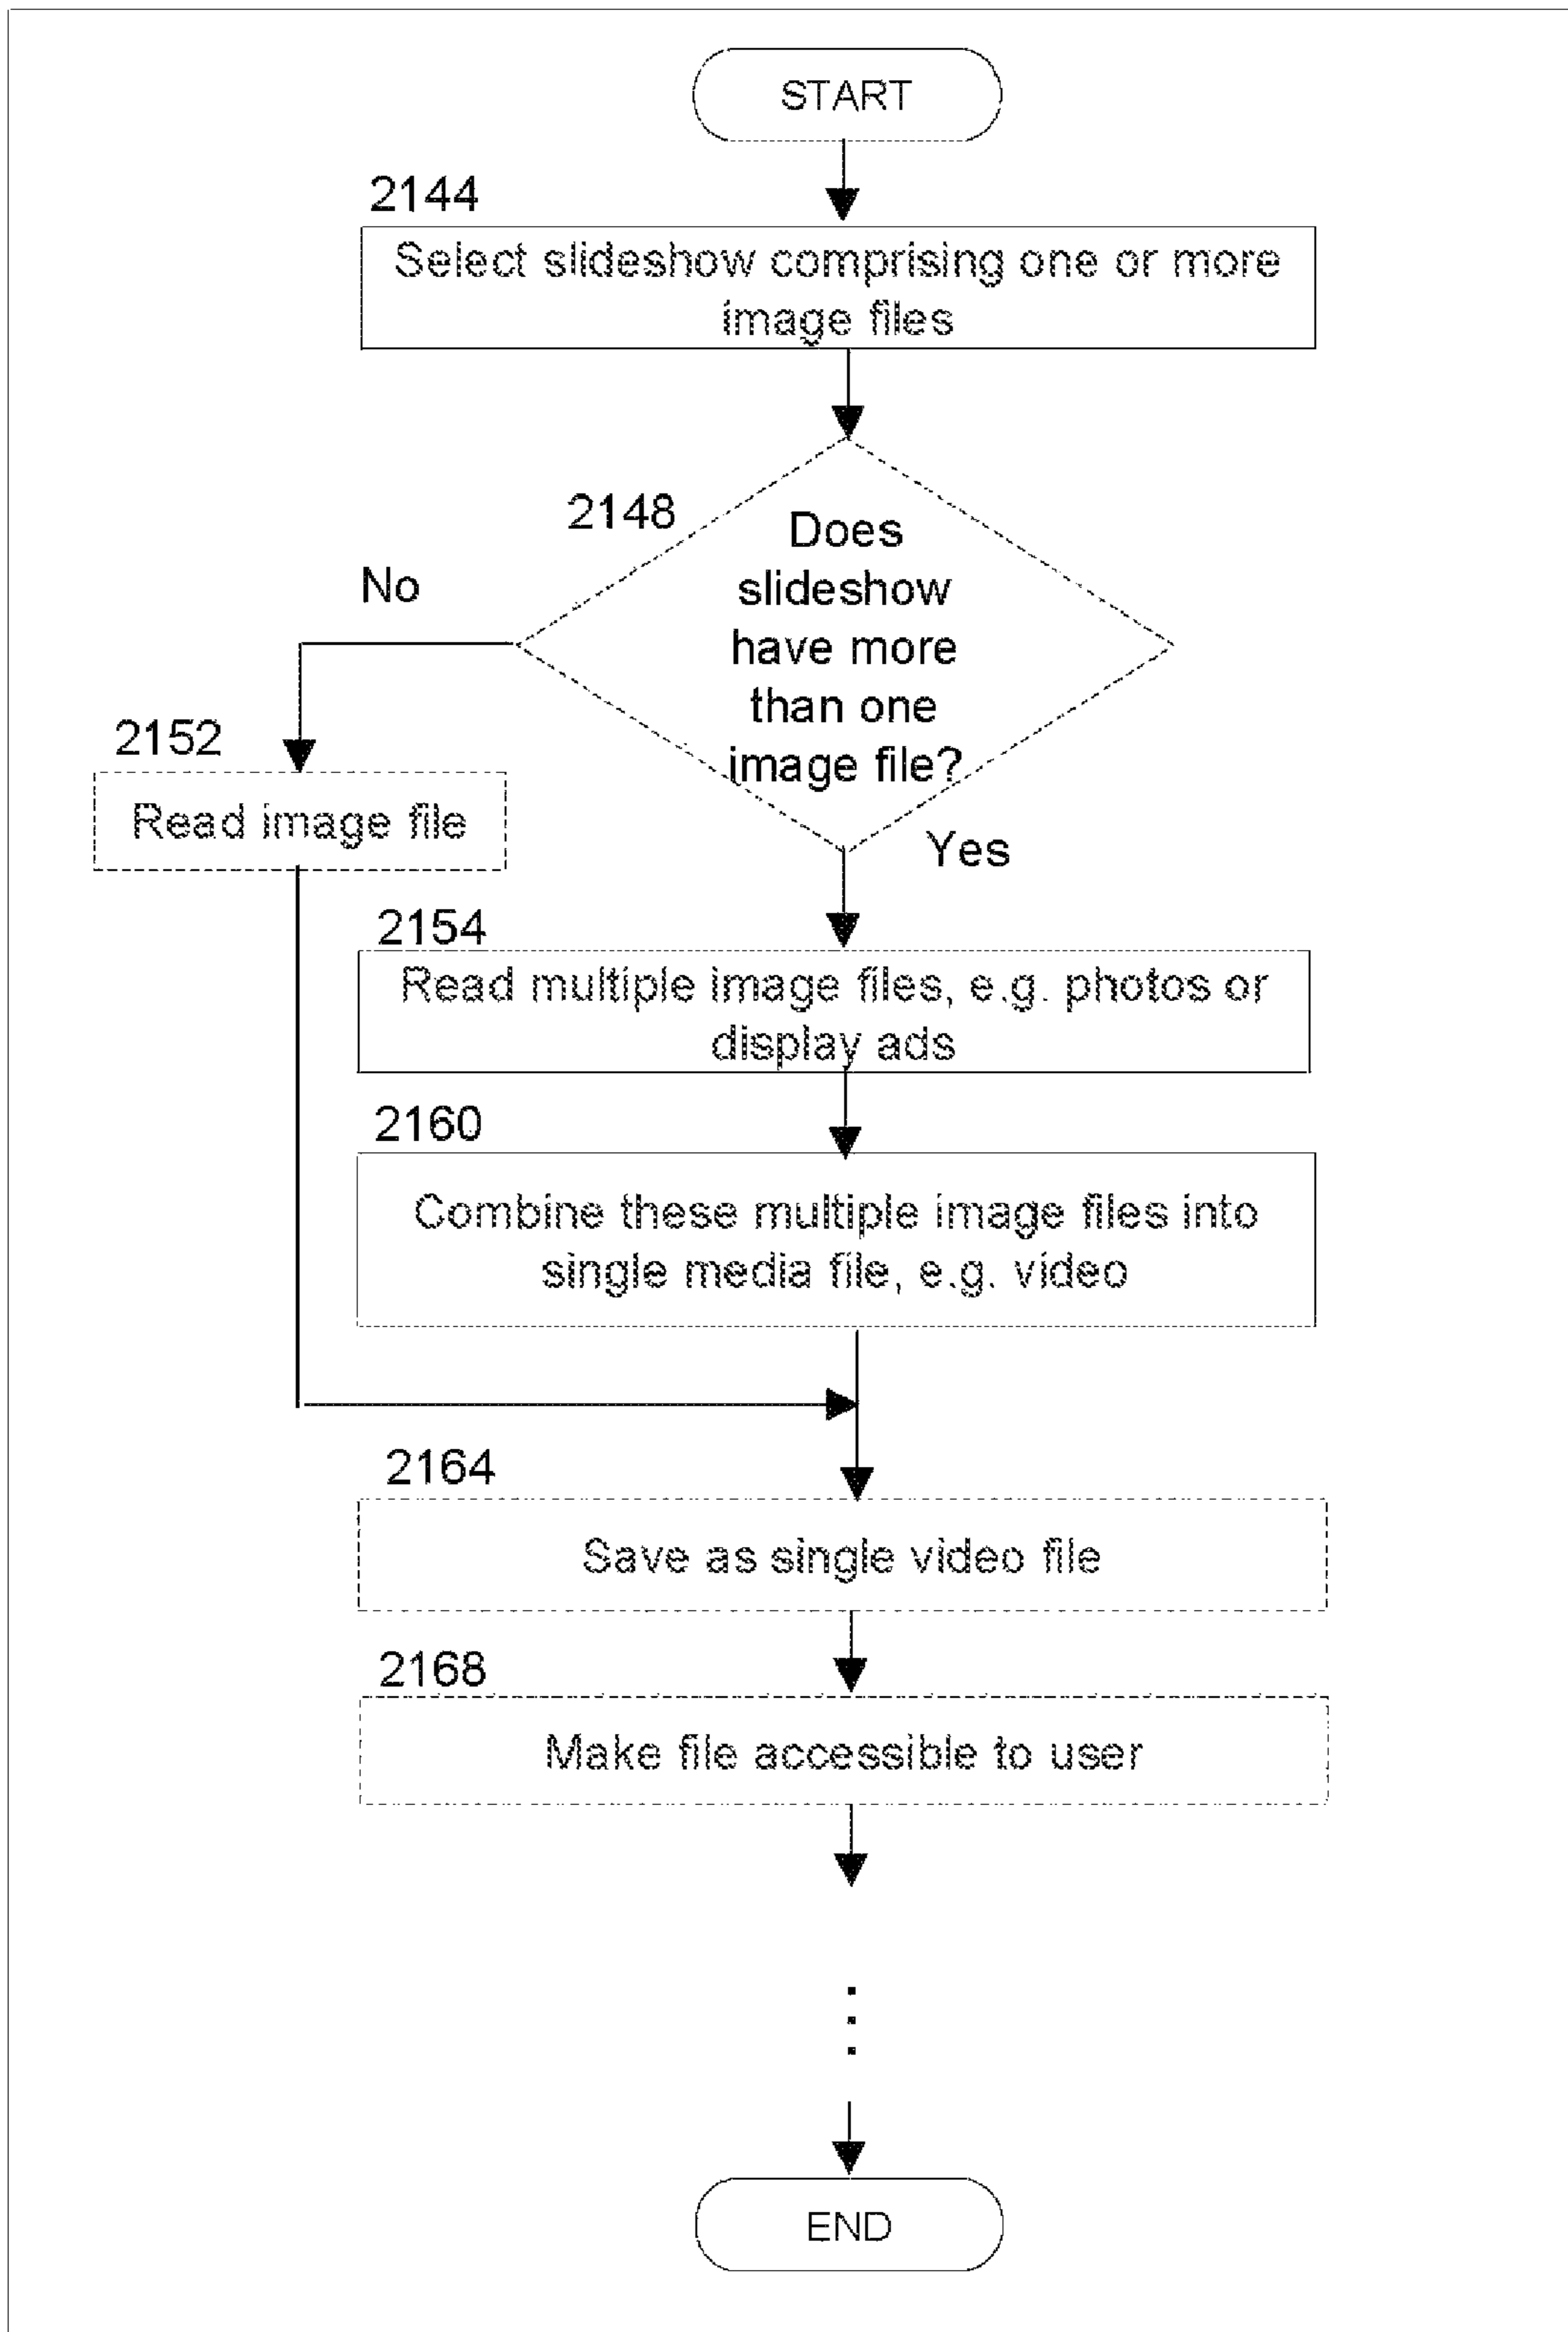 START
2144
Select slideshow comprising one or more
image files
2148
Does
slideshow
have more
than one
image file?
No
Yes
2152
Read image file
2154
Read multiple image files, e.g. photos or
display ads
2160
Combine these multiple image files into
single media file, e.g. video
2164
Save as single video file
2168
Make file accessible to user
END